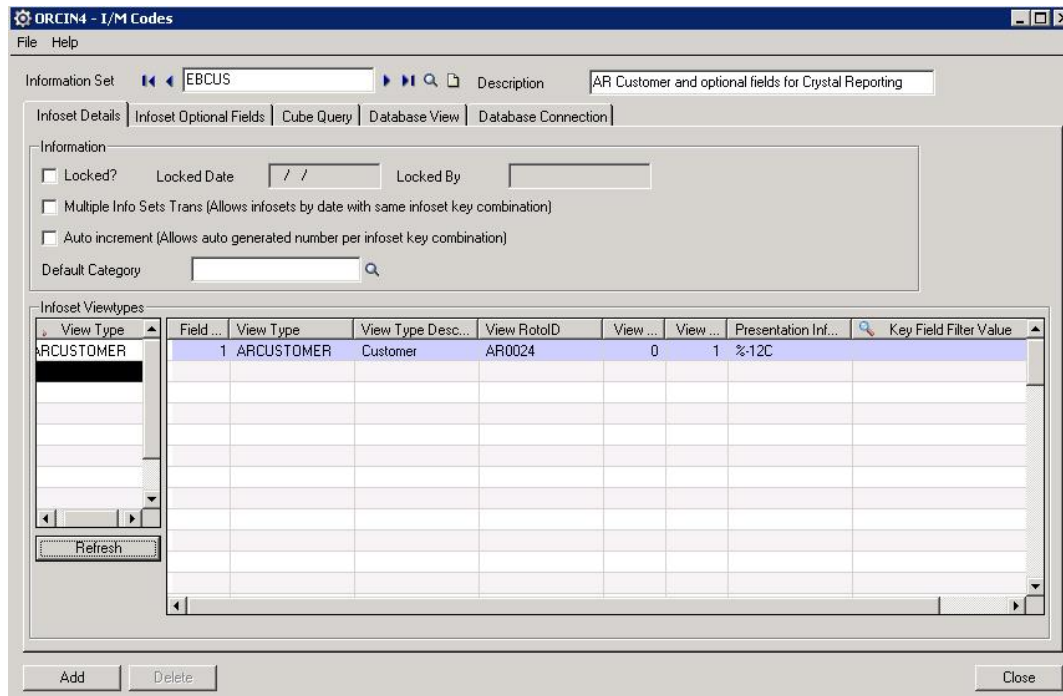 ORCIN4 - I/M Codes
File Help
Information Set EBCUS Description AR Customer and optional fields for Crystal Reporting
Infoset Details Infoset Optional Fields Cube Query Database View Database Connection
Information
Locked? Locked Date / / Locked By
Multiple Info Sets Trans (Allows infosets by date with same infoset key combination)
Auto increment (Allows auto generated number per infoset key combination)
Default Category
Infoset Viewtypes
View Type Field ... View Type View Type Desc... View RotoID View ... View ... Presentation Inf... Key Field Filter Value
ARCUSTOMER 1 ARCUSTOMER Customer AR0024 0 1 %-12C
Refresh
Add Delete Close